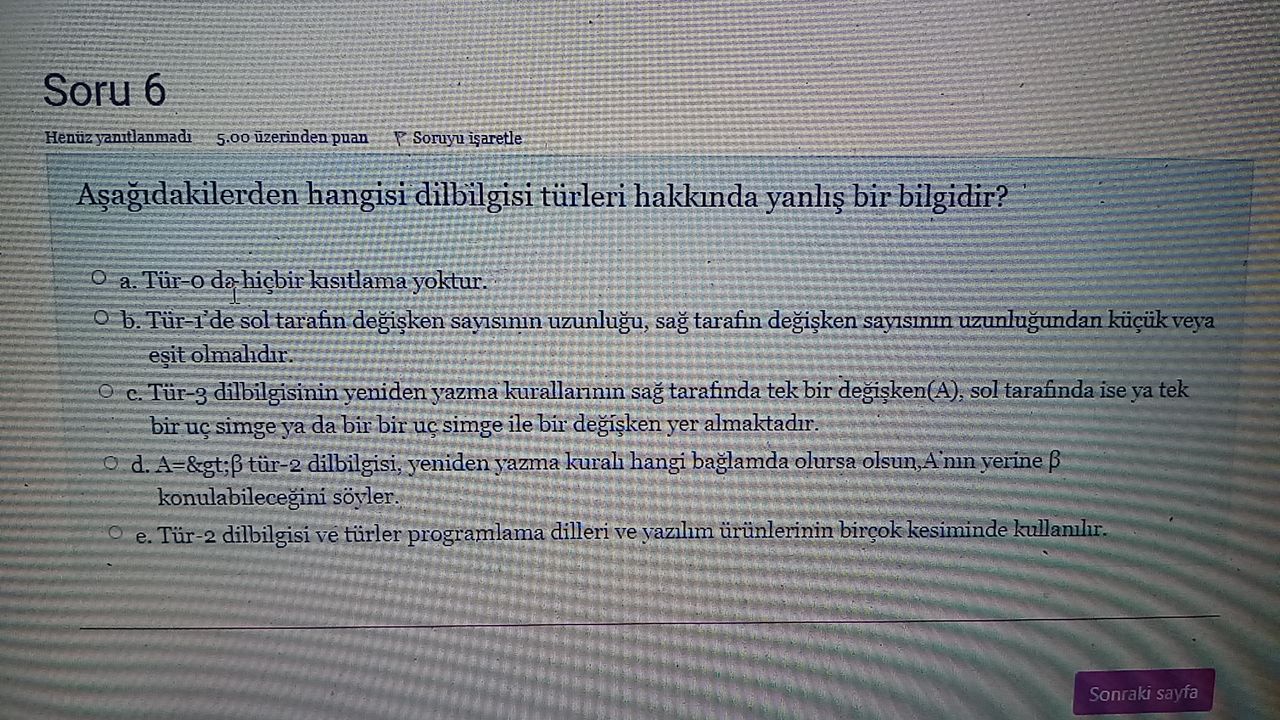 Soru 6
Henüz yanıtlanmadı 5.00 üzerinden puan Soruyu işaretle
Aşağıdakilerden hangisi dilbilgisi türleri hakkında yanlış bir bilgidir?
a. Tür-0 da hiçbir kısıtlama yoktur.
b. Tür-1'de sol tarafın değişken sayısının uzunluğu, sağ tarafın değişken sayısının uzunluğundan küçük veya
eşit olmalıdır.
c. Tür-3 dilbilgisinin yeniden yazma kurallarının sağ tarafında tek bir değişken(A), sol tarafında ise ya tek
bir uç simge ya da bir bir uç simge ile bir değişken yer almaktadır.
d. A=&gt;β tür-2 dilbilgisi, yeniden yazma kuralı hangi bağlamda olursa olsun,A'nın yerine β
konulabileceğini söyler.
e. Tür-2 dilbilgisi ve türler programlama dilleri ve yazılım ürünlerinin birçok kesiminde kullanılır.
Sonraki sayfa